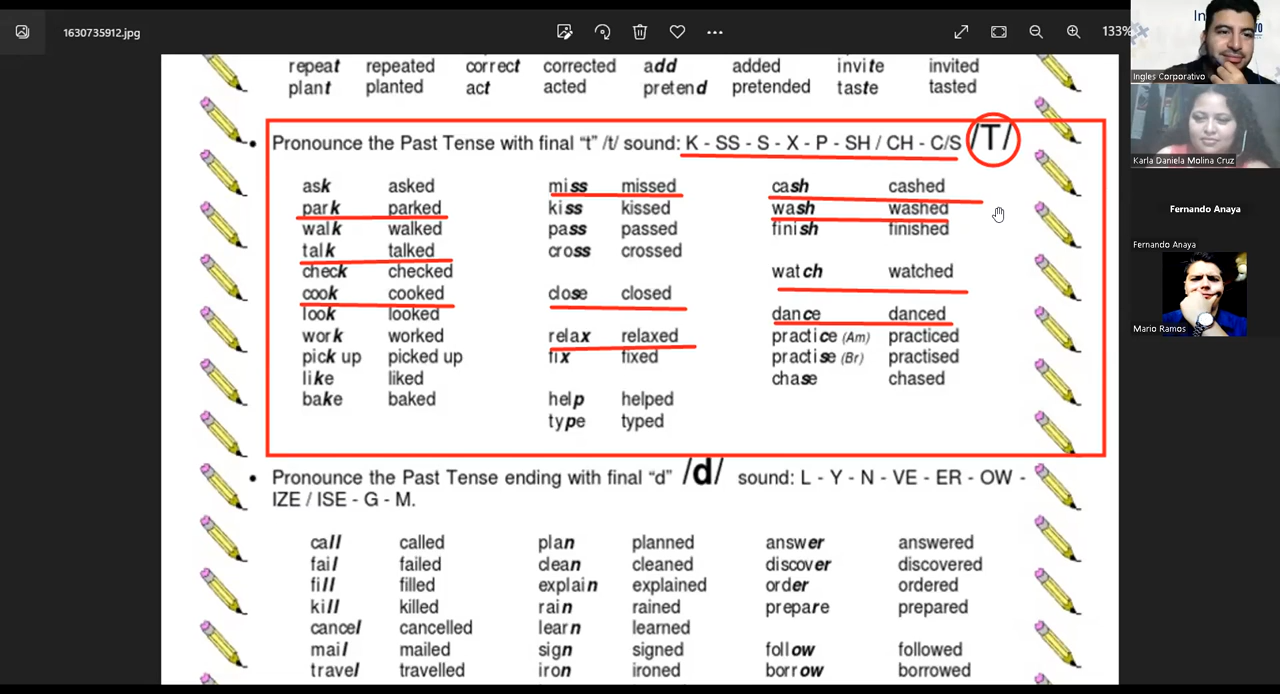 1630735912.jpg
133%
In
Ingles Corporativo
Karla Daniela Molina Cruz
Fernando Anaya
Fernando Anaya
Mario Ramos
repeat repeated correct corrected add added invite invited
plant planted act acted pretend pretended taste tasted
• Pronounce the Past Tense with final “t” /t/ sound: K - SS - S - X - P - SH / CH - C/S /T/
ask asked miss missed cash cashed
park parked kiss kissed wash washed
walk walked pass passed finish finished
talk talked cross crossed
check checked watch watched
cook cooked close closed
look looked dance danced
work worked relax relaxed practice (Am) practiced
pick up picked up fix fixed practise (Br) practised
like liked chase chased
bake baked help helped
type typed
• Pronounce the Past Tense ending with final “d” /d/ sound: L - Y - N - VE - ER - OW -
IZE / ISE - G - M.
call called plan planned answer answered
fail failed clean cleaned discover discovered
fill filled explain explained order ordered
kill killed rain rained prepare prepared
cancel cancelled learn learned
mail mailed sign signed follow followed
travel travelled iron ironed borrow borrowed